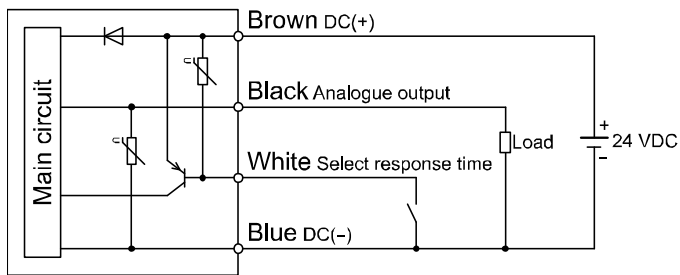 Brown DC(+)
Main circuit
U
Black Analogue output
U
White Select response time
Load
+
24 VDC
−
Blue DC(−)